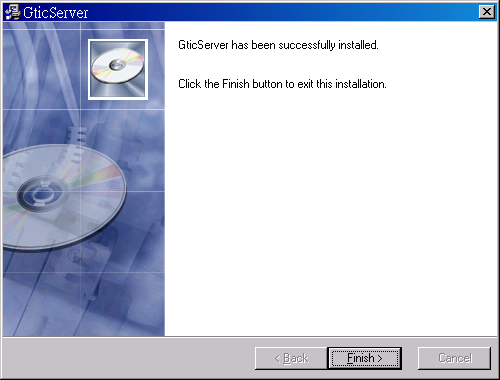 GticServer
GticServer has been successfully installed.
Click the Finish button to exit this installation.
< Back
Finish >
Cancel